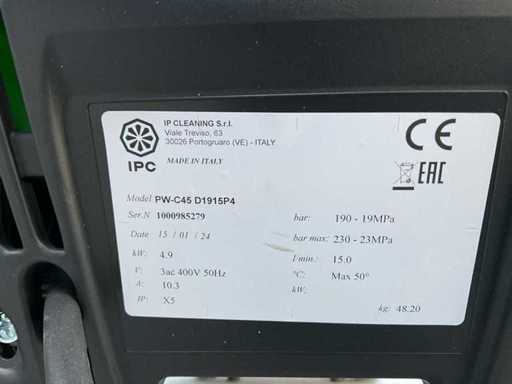 IP CLEANING S.r.l.
Viale Treviso, 63
30026 Portogruaro (VE) - ITALY
IPC
MADE IN ITALY
CE
EAC
Model PW-C45 D1915P4
Ser.N 1000985279
Date 15 / 01 / 24
kW: 4.9
V: 3ac 400V 50Hz
A: 10.3
IP: X5
bar: 190 - 19MPa
bar max: 230 - 23MPa
l/min.: 15.0
°C: Max 50°
kW:
kg: 48.20